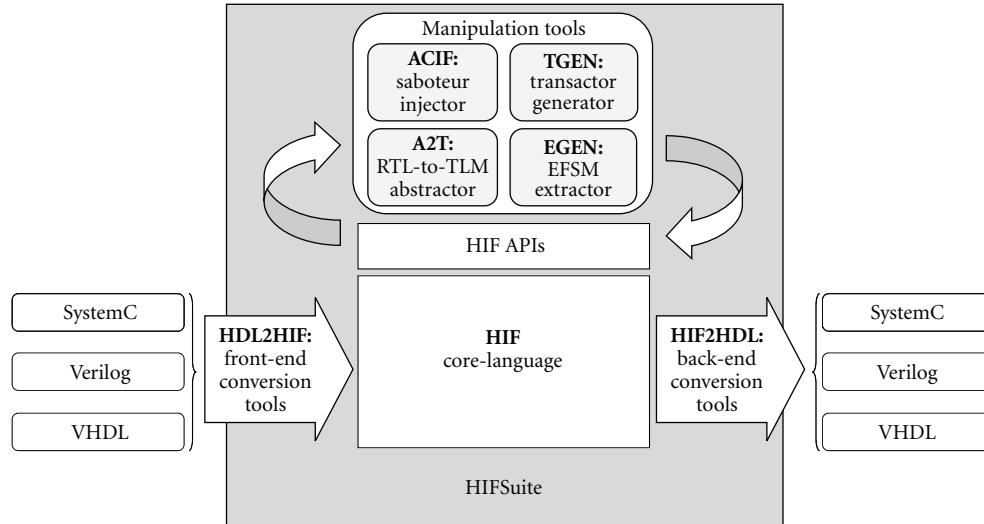 Manipulation tools
ACIF:
saboteur
injector
TGEN:
transactor
generator
A2T:
RTL-to-TLM
abstractor
EGEN:
EFSM
extractor
HIF APIs
SystemC
Verilog
VHDL
HDL2HIF:
front-end
conversion
tools
HIF
core-language
HIF2HDL:
back-end
conversion
tools
SystemC
Verilog
VHDL
HIFSuite